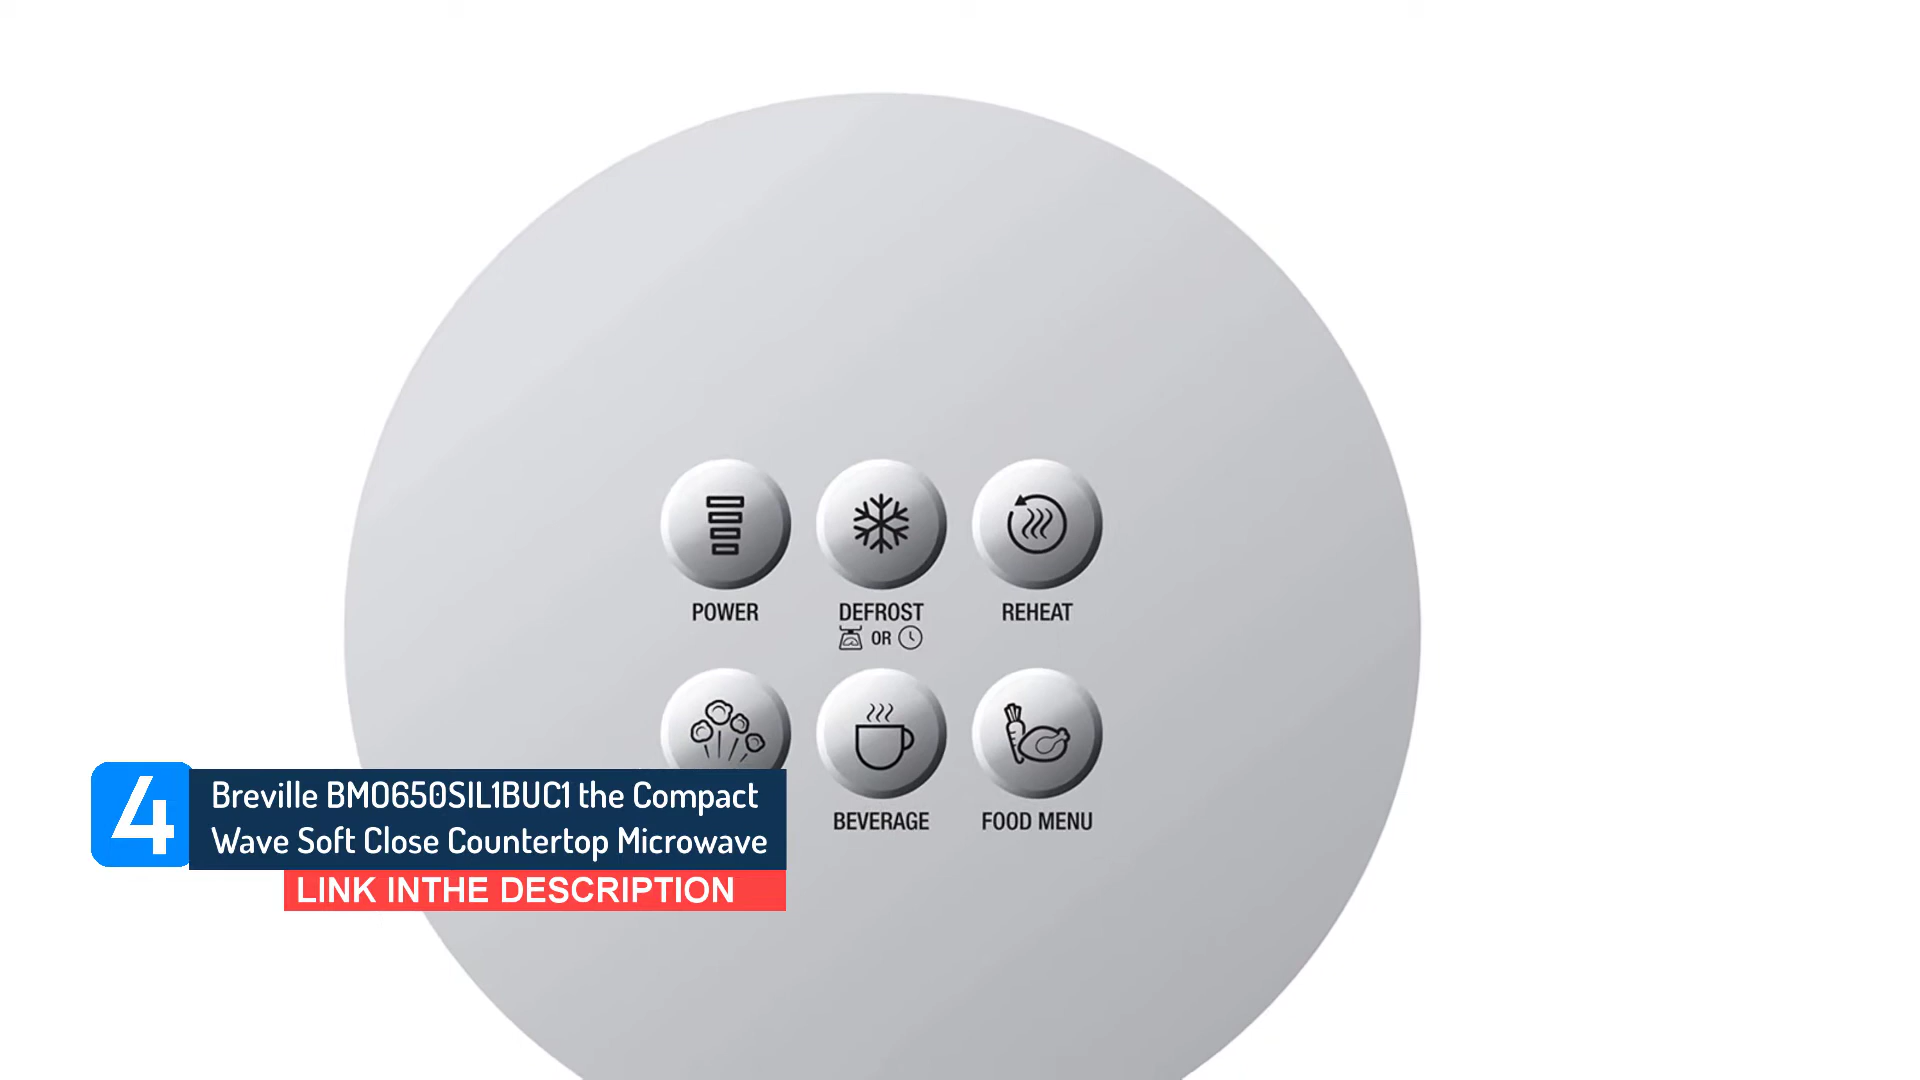 POWER
DEFROST
OR
REHEAT
BEVERAGE
FOOD MENU
4
Breville BMO650SIL1BUC1 the Compact
Wave Soft Close Countertop Microwave
LINK INTHE DESCRIPTION